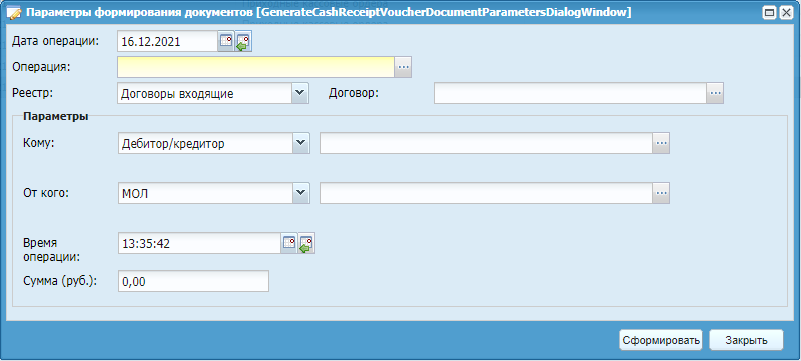 Параметры формирования документов [GenerateCashReceiptVoucherDocumentParametersDialogWindow]
Дата операции: 16.12.2021
Операция:
Реестр: Договоры входящие Договор:
Параметры
Кому: Дебитор/кредитор
От кого: МОЛ
Время
операции: 13:35:42
Сумма (руб.): 0,00
Сформировать Закрыть